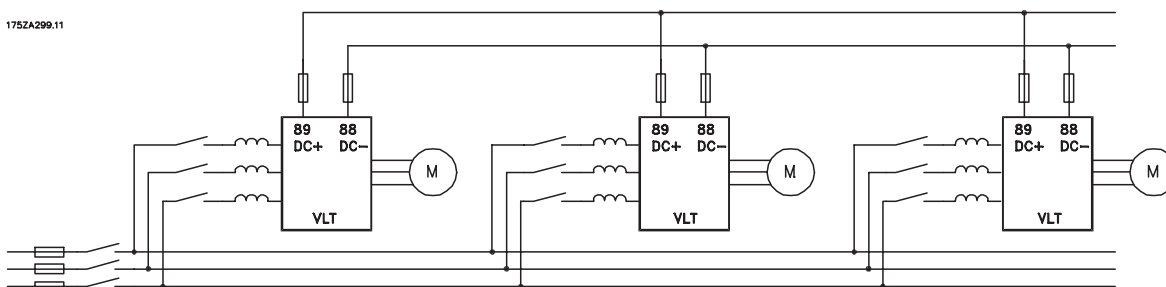 175ZA299.11
89 88
DC+ DC−
M
VLT
89 88
DC+ DC−
M
VLT
89 88
DC+ DC−
M
VLT